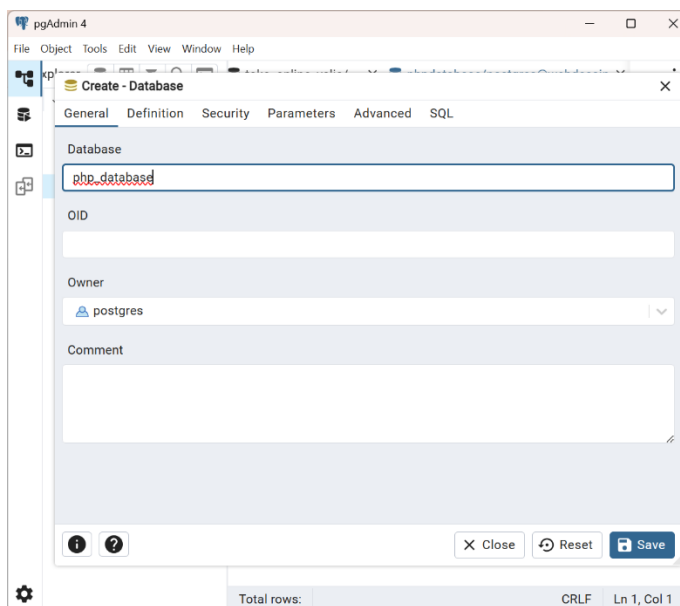 pgAdmin 4
File Object Tools Edit View Window Help
Create - Database
General Definition Security Parameters Advanced SQL
Database
php_database
OID
Owner
postgres
Comment
Close Reset Save
Total rows: CRLF Ln 1, Col 1